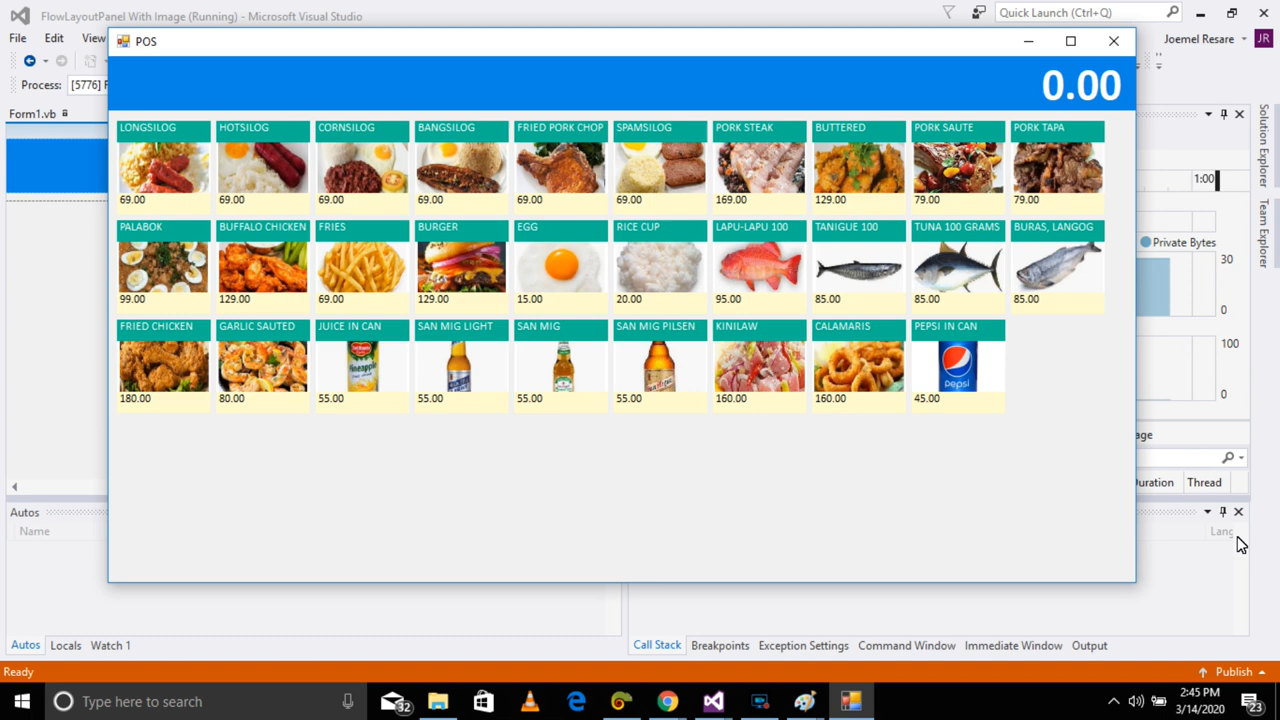 FlowLayoutPanel With Image (Running) - Microsoft Visual Studio
Quick Launch (Ctrl+Q)
File Edit View
Joemel Resare JR
Process: [5776]
Form1.vb
POS
0.00
LONGSILOG HOTSILOG CORNSILOG BANGSILOG FRIED PORK CHOP SPAMSILOG PORK STEAK BUTTERED PORK SAUTE PORK TAPA
69.00 69.00 69.00 69.00 69.00 69.00 169.00 129.00 79.00 79.00
PALABOK BUFFALO CHICKEN FRIES BURGER EGG RICE CUP LAPU-LAPU 100 TANIGUE 100 TUNA 100 GRAMS BURAS, LANGOG
99.00 129.00 69.00 129.00 15.00 20.00 95.00 85.00 85.00 85.00
FRIED CHICKEN GARLIC SAUTED JUICE IN CAN SAN MIG LIGHT SAN MIG SAN MIG PILSEN KINILAW CALAMARIS PEPSI IN CAN
Pineapple
pepsi
180.00 80.00 55.00 55.00 55.00 55.00 160.00 160.00 45.00
1:00
Private Bytes
30
0
100
0
age
Duration Thread
Solution Explorer
Team Explorer
Autos
Name
Lang
Autos Locals Watch 1
Call Stack Breakpoints Exception Settings Command Window Immediate Window Output
Ready
Publish
Type here to search
32
2:45 PM
3/14/2020
23